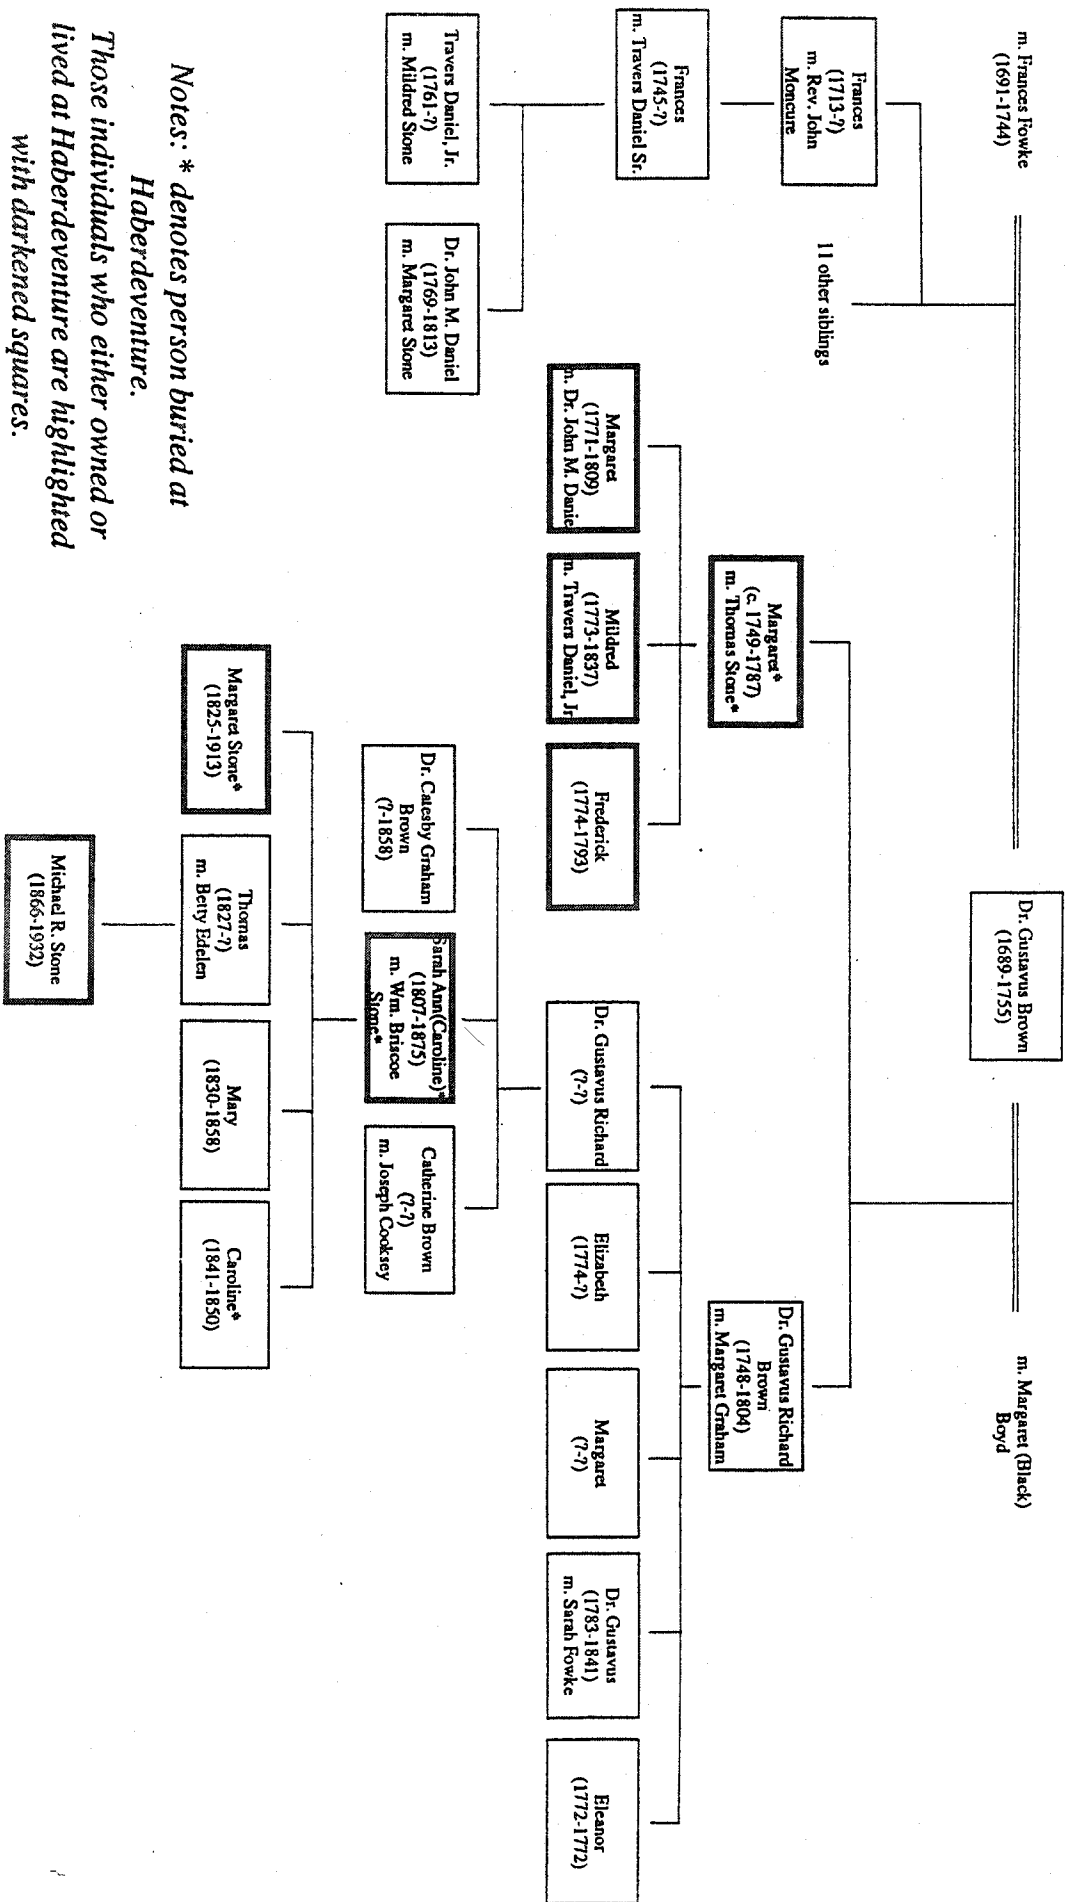 m. Frances Fowke
(1691-1744)
Dr. Gustavus Brown
(1689-1755)
m. Margaret (Black)
Boyd
Frances
(1713-?)
m. Rev. John
Moncure
11 other siblings
Margaret*
(c. 1749-1787)
m. Thomas Stone*
Dr. Gustavus Richard
Brown
(1748-1804)
m. Margaret Graham
Frances
(1745-?)
m. Travers Daniel Sr.
Margaret
(1771-1809)
m. Dr. John M. Danie
Mildred
(1773-1837)
m. Travers Daniel, Jr
Frederick
(1774-1793)
Dr. Gustavus Richard
(?-?)
Elizabeth
(1774-?)
Margaret
(?-?)
Dr. Gustavus
(1783-1841)
m. Sarah Fowke
Eleanor
(1772-1772)
Travers Daniel, Jr.
(1761-?)
m. Mildred Stone
Dr. John M. Daniel
(1769-1813)
m. Margaret Stone
Dr. Catesby Graham
Brown
(?-1858)
Sarah Ann(Caroline)*
(1807-1875)
m. Wm. Briscoe
Stone*
Catherine Brown
(?-?)
m. Joseph Cooksey
Margaret Stone*
(1825-1913)
Thomas
(1827-?)
m. Betty Edelen
Mary
(1830-1858)
Caroline*
(1841-1850)
Michael R. Stone
(1866-1932)
Notes: * denotes person buried at
Haberdeventure.
Those individuals who either owned or
lived at Haberdeventure are highlighted
with darkened squares.